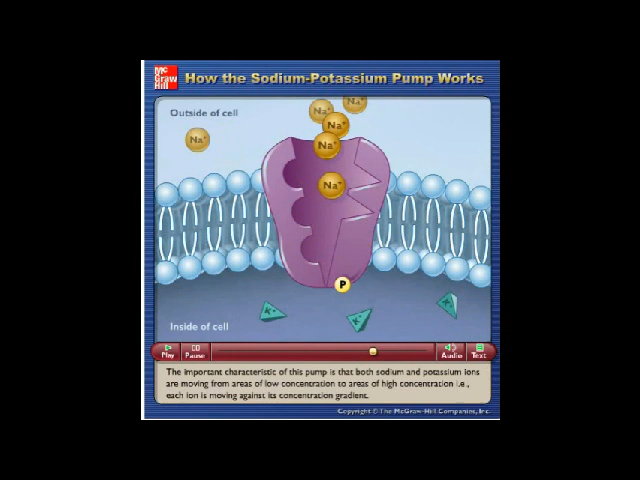 Mc
Graw
Hill
How the Sodium-Potassium Pump Works
Outside of cell
Na+
Na+
Na+
Na+
Na+
Na+
P
K+
K+
K+
Inside of cell
Play
Pause
Audio
Text
The important characteristic of this pump is that both sodium and potassium ions
are moving from areas of low concentration to areas of high concentration i.e.,
each ion is moving against its concentration gradient.
Copyright © The McGraw-Hill Companies, Inc.